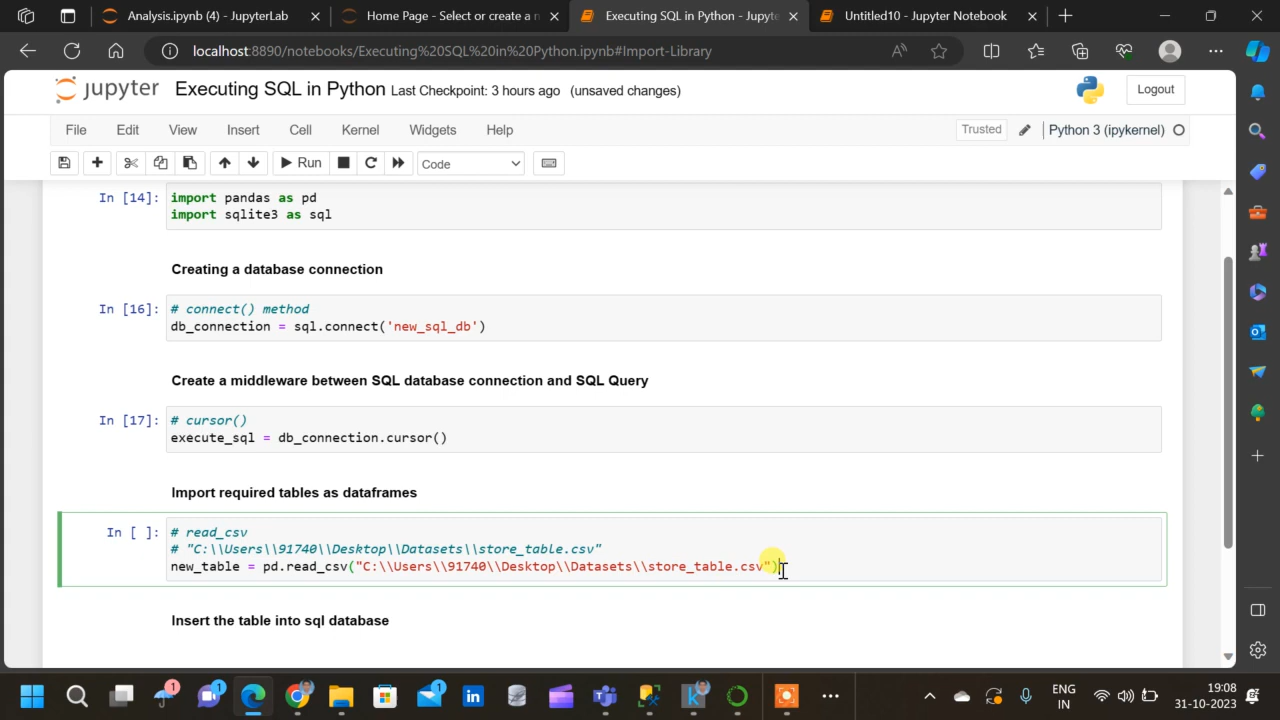 Analysis.ipynb (4) - JupyterLab
Home Page - Select or create a n
Executing SQL in Python - Jupyte
Untitled10 - Jupyter Notebook
localhost:8890/notebooks/Executing%20SQL%20in%20Python.ipynb#Import-Library
jupyter Executing SQL in Python Last Checkpoint: 3 hours ago (unsaved changes)
Logout
File Edit View Insert Cell Kernel Widgets Help
Trusted
Python 3 (ipykernel)
Run
Code
In [14]: import pandas as pd
import sqlite3 as sql
Creating a database connection
In [16]: # connect() method
db_connection = sql.connect('new_sql_db')
Create a middleware between SQL database connection and SQL Query
In [17]: # cursor()
execute_sql = db_connection.cursor()
Import required tables as dataframes
In [ ]: # read_csv
# "C:\\Users\\91740\\Desktop\\Datasets\\store_table.csv"
new_table = pd.read_csv("C:\\Users\\91740\\Desktop\\Datasets\\store_table.csv")
Insert the table into sql database
1
1
1
ENG
IN
19:08
31-10-2023